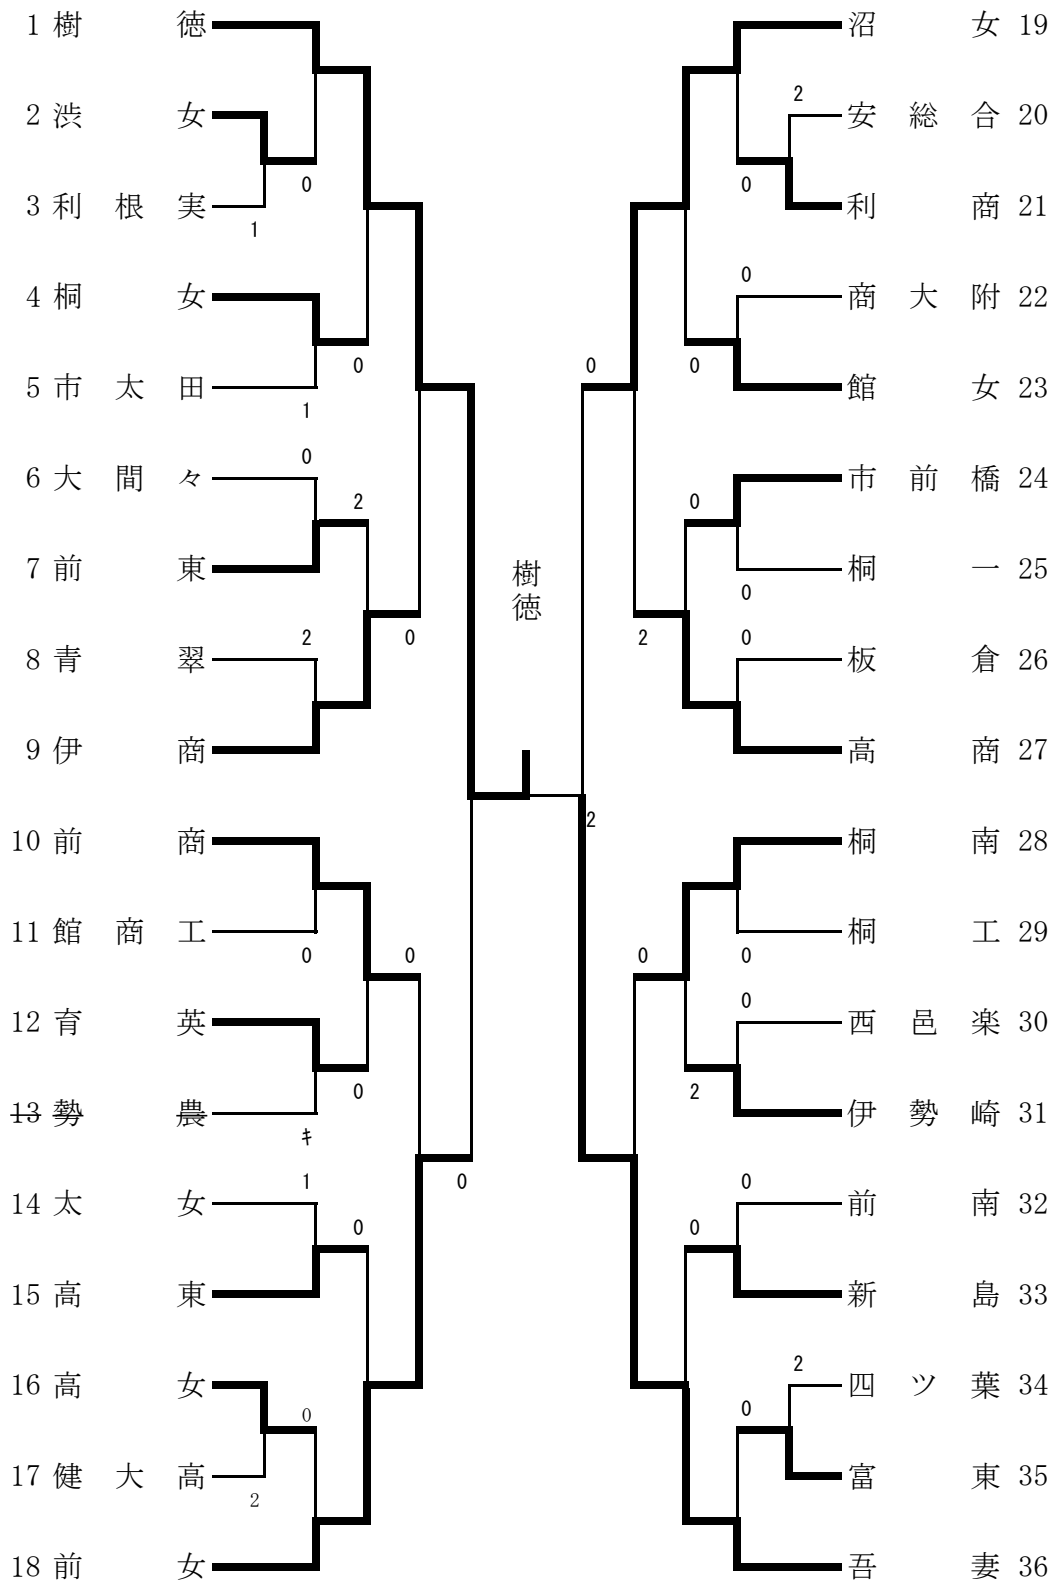 1 樹徳
2 渋女
0
3 利根実
1
4 桐女
0
5 市太田
1
0
6 大間々
2
7 前東
2
0
8 青翠
9 伊商
10 前商
11 館商工
0
0
12 育英
0
13 勢農
キ
1
0
14 太女
0
15 高東
16 高女
0
17 健大高
2
18 前女
樹徳
沼女 19
2
安総合 20
0
利商 21
0
商大附 22
0
0
館女 23
市前橋 24
0
桐一 25
0
0
2
板倉 26
高商 27
2
桐南 28
桐工 29
0
0
0
西邑楽 30
2
伊勢崎 31
0
前南 32
0
新島 33
2
四ツ葉 34
0
富東 35
吾妻 36